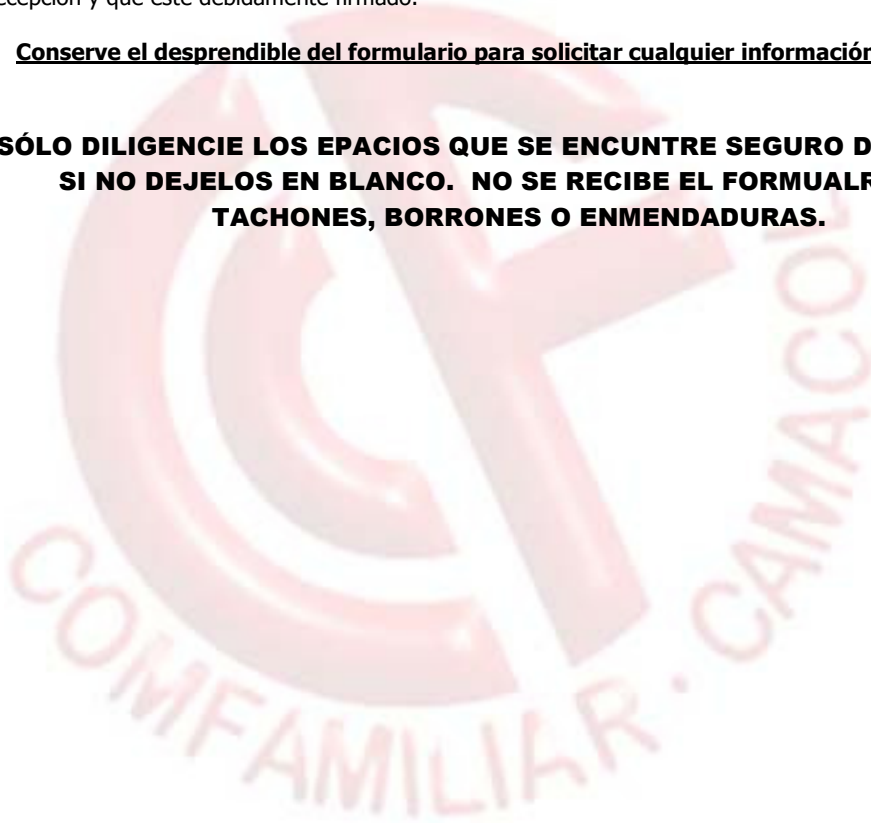 ecepción y que este debidamente firmado.
Conserve el desprendible del formulario para solicitar cualquier información
SÓLO DILIGENCIE LOS EPACIOS QUE SE ENCUNTRE SEGURO D
SI NO DEJELOS EN BLANCO. NO SE RECIBE EL FORMUALR
TACHONES, BORRONES O ENMENDADURAS.
COMFAMILIAR · CAMACOL